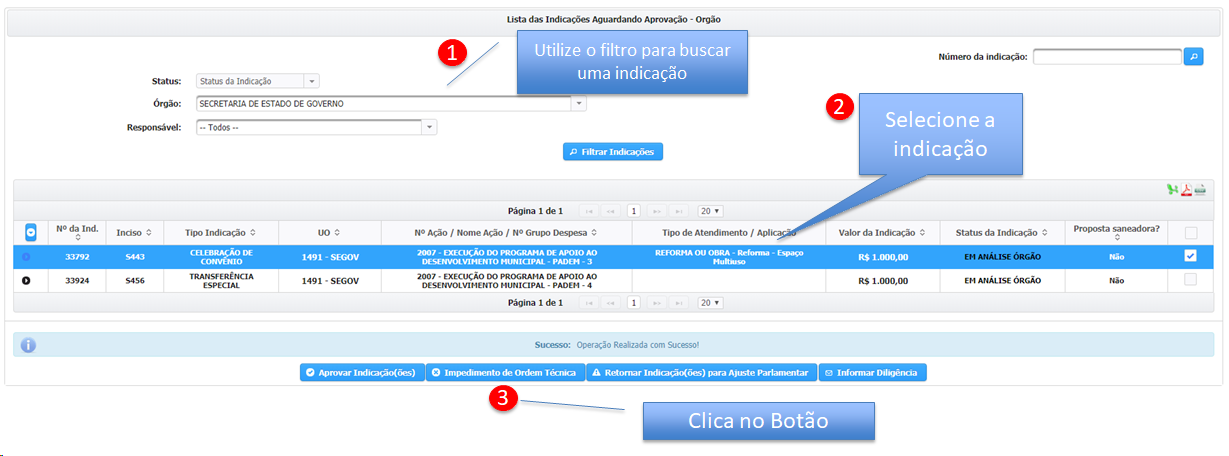 Lista das Indicações Aguardando Aprovação - Orgão
1
Utilize o filtro para buscar
uma indicação
Número da indicação:
Status: Status da Indicação
Órgão: SECRETARIA DE ESTADO DE GOVERNO
Responsável: -- Todos --
2
Selecione a
indicação
Filtrar Indicações
Página 1 de 1 1 20
Nº da Ind. Inciso Tipo Indicação UO Nº Ação / Nome Ação / Nº Grupo Despesa Tipo de Atendimento / Aplicação Valor da Indicação Status da Indicação Proposta saneadora?
33792 S443 CELEBRAÇÃO DE CONVÊNIO 1491 - SEGOV 2007 - EXECUÇÃO DO PROGRAMA DE APOIO AO DESENVOLVIMENTO MUNICIPAL - PADEM - 3 REFORMA OU OBRA - Reforma - Espaço Multiuso R$ 1.000,00 EM ANÁLISE ÓRGÃO Não
33924 S456 TRANSFERÊNCIA ESPECIAL 1491 - SEGOV 2007 - EXECUÇÃO DO PROGRAMA DE APOIO AO DESENVOLVIMENTO MUNICIPAL - PADEM - 4 R$ 1.000,00 EM ANÁLISE ÓRGÃO Não
Página 1 de 1 1 20
Sucesso: Operação Realizada com Sucesso!
Aprovar Indicação(ões) Impedimento de Ordem Técnica Retornar Indicação(ões) para Ajuste Parlamentar Informar Diligência
3
Clica no Botão